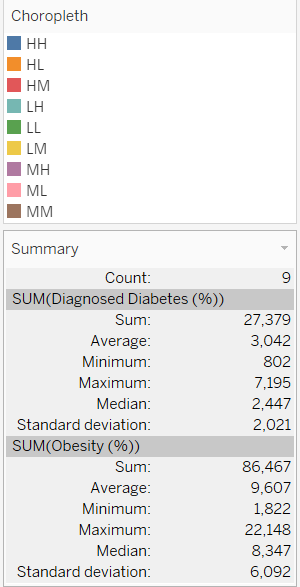 Choropleth
HH
HL
HM
LH
LL
LM
MH
ML
MM
Summary
Count: 9
SUM(Diagnosed Diabetes (%))
Sum: 27,379
Average: 3,042
Minimum: 802
Maximum: 7,195
Median: 2,447
Standard deviation: 2,021
SUM(Obesity (%))
Sum: 86,467
Average: 9,607
Minimum: 1,822
Maximum: 22,148
Median: 8,347
Standard deviation: 6,092